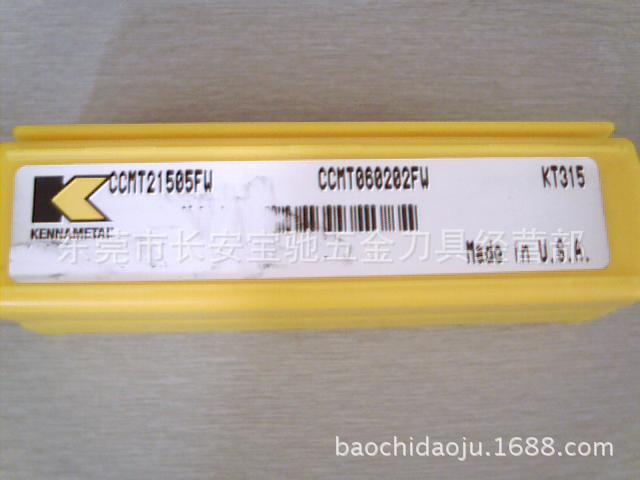 CCMT21505FW CCMT060202FW KT315
KENNAMETAL
东莞市长安宝驰五金刀具经营部
Made in U.S.A.
baochidaoju.1688.com